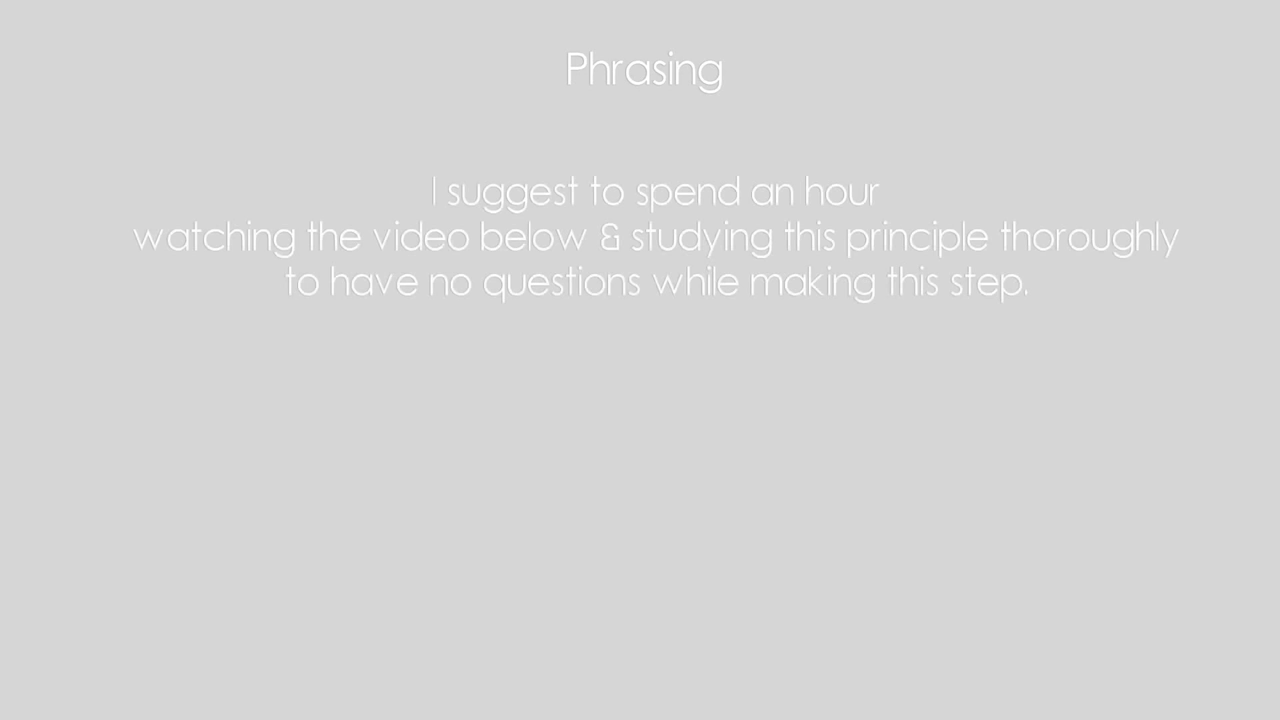 Phrasing
I suggest to spend an hour
watching the video below & studying this principle thoroughly
to have no questions while making this step.